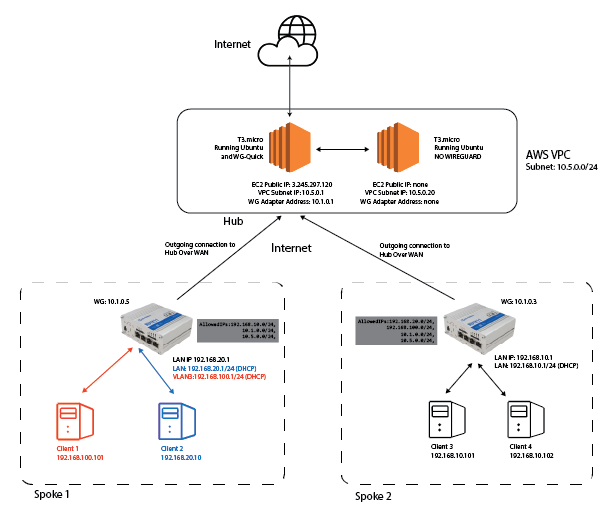 Internet
T3.micro
Running Ubuntu
and WG-Quick
T3.micro
Running Ubuntu
NO WIREGUARD
AWS VPC
Subnet: 10.5.0.0/24
EC2 Public IP: 3.245.297.120
VPC Subnet IP: 10.5.0.1
WG Adapter Address: 10.1.0.1
EC2 Public IP: none
VPC Subnet IP: 10.5.0.20
WG Adapter Address: none
Hub
Outgoing connection to
Hub Over WAN
Internet
Outgoing connection to
Hub Over WAN
WG: 10.1.0.5
AllowedIPs:192.168.10.0/24,
10.1.0.0/24,
10.5.0.0/24,
LAN IP 192.168.20.1
LAN: 192.168.20.1/24 (DHCP)
VLAN3:192.168.100.1/24 (DHCP)
Client 1
192.168.100.101
Client 2
192.168.20.10
Spoke 1
WG: 10.1.0.3
AllowedIPs:192.168.20.0/24,
192.168.100.0/24,
10.1.0.0/24,
10.5.0.0/24,
LAN IP: 192.168.10.1
LAN: 192.168.10.1/24 (DHCP)
Client 3
192.168.10.101
Client 4
192.168.10.102
Spoke 2